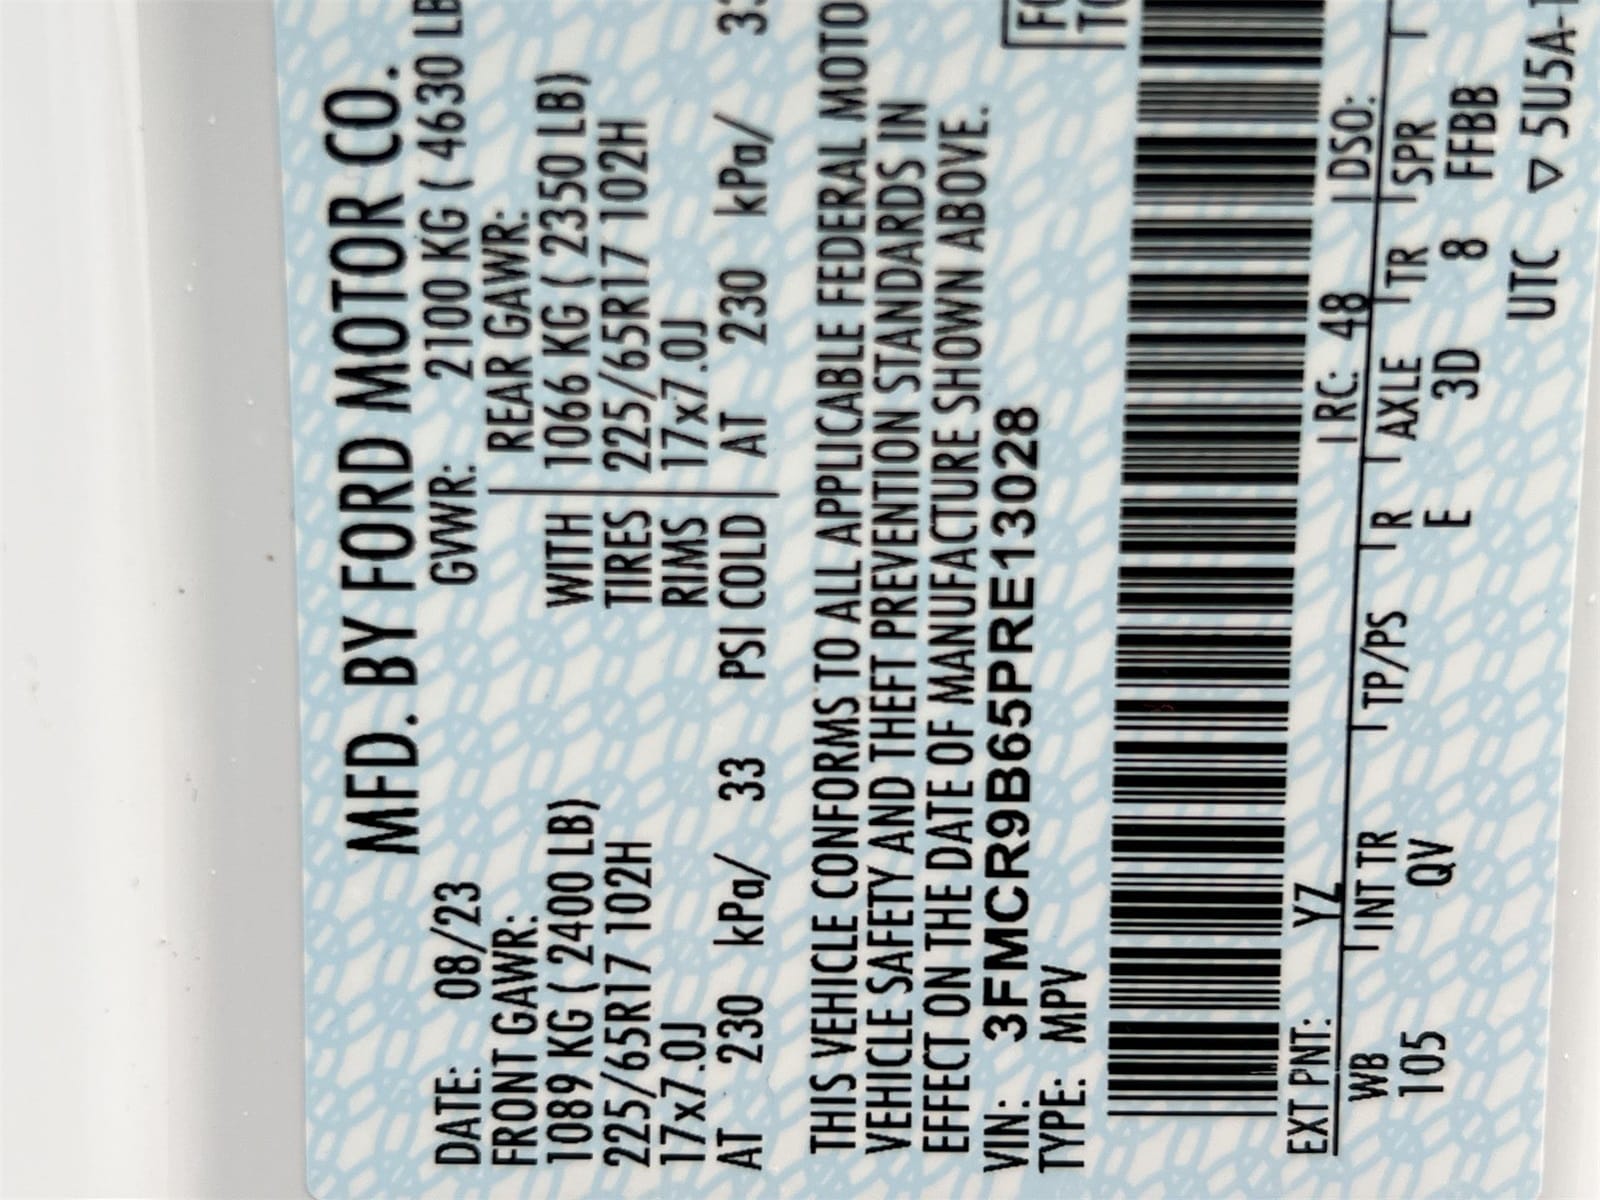 MFD. BY FORD MOTOR CO.
DATE: 08/23 GVWR: 2100 KG ( 4630 LB
FRONT GAWR: REAR GAWR:
1089 KG ( 2400 LB) WITH 1066 KG ( 2350 LB)
225/65R17 102H TIRES 225/65R17 102H
17x7.0J RIMS 17x7.0J
AT 230 kPa/ 33 PSI COLD AT 230 kPa/
THIS VEHICLE CONFORMS TO ALL APPLICABLE FEDERAL MOTO
VEHICLE SAFETY AND THEFT PREVENTION STANDARDS IN
EFFECT ON THE DATE OF MANUFACTURE SHOWN ABOVE.
VIN: 3FMCR9B65PRE13028
TYPE: MPV
EXT PNT: YZ RC: 48 DSO:
WB INT TR TP/PS R AXLE TR SPR
105 QV E 3D 8 FFBB
UTC ▽ 5U5A-